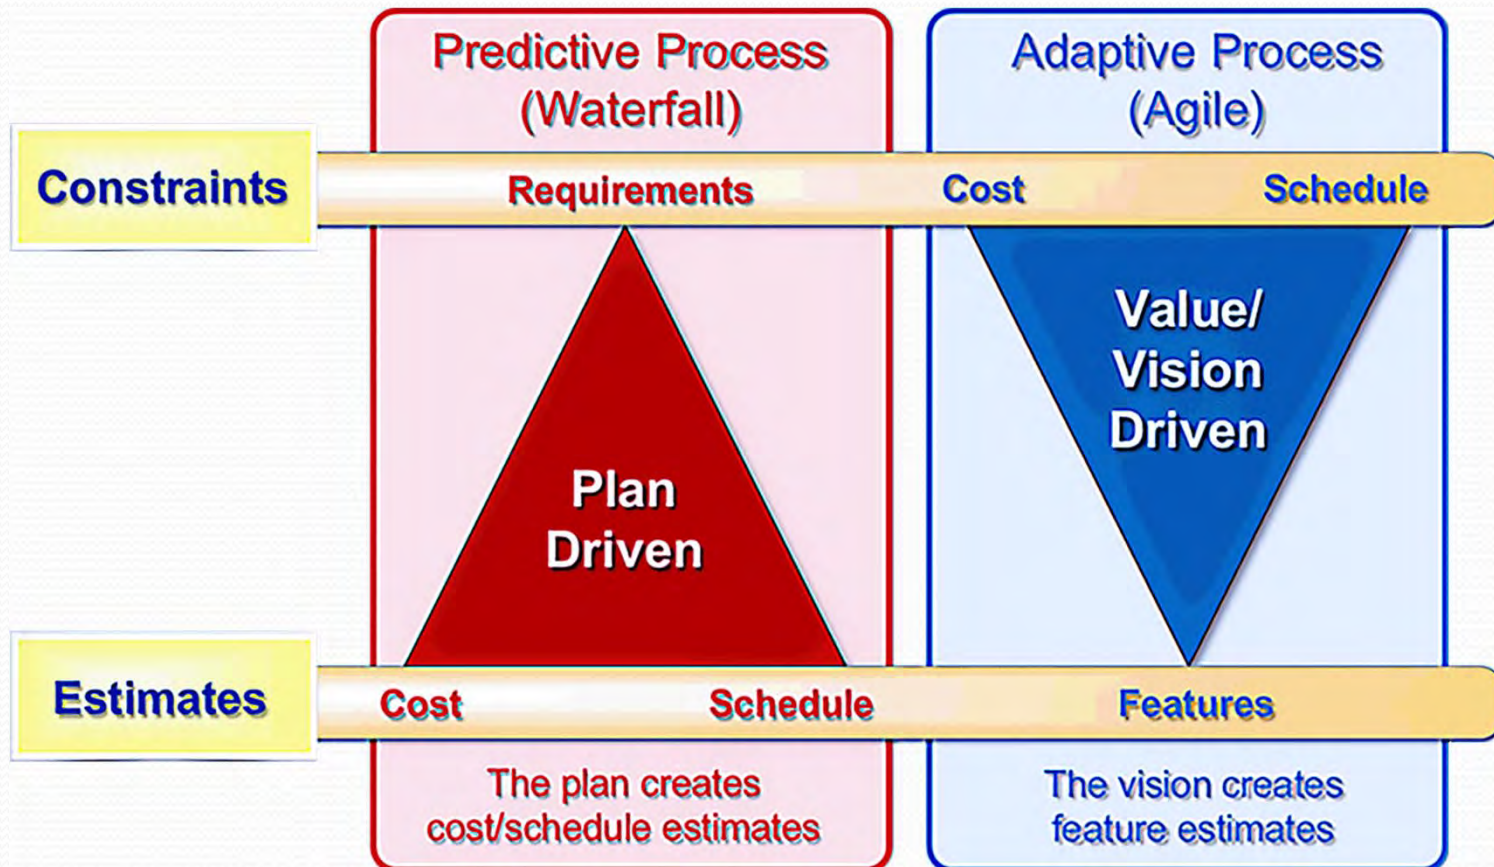 Predictive Process
(Waterfall)
Adaptive Process
(Agile)
Constraints
Requirements
Cost
Schedule
Plan
Driven
Value/
Vision
Driven
Estimates
Cost
Schedule
Features
The plan creates
cost/schedule estimates
The vision creates
feature estimates